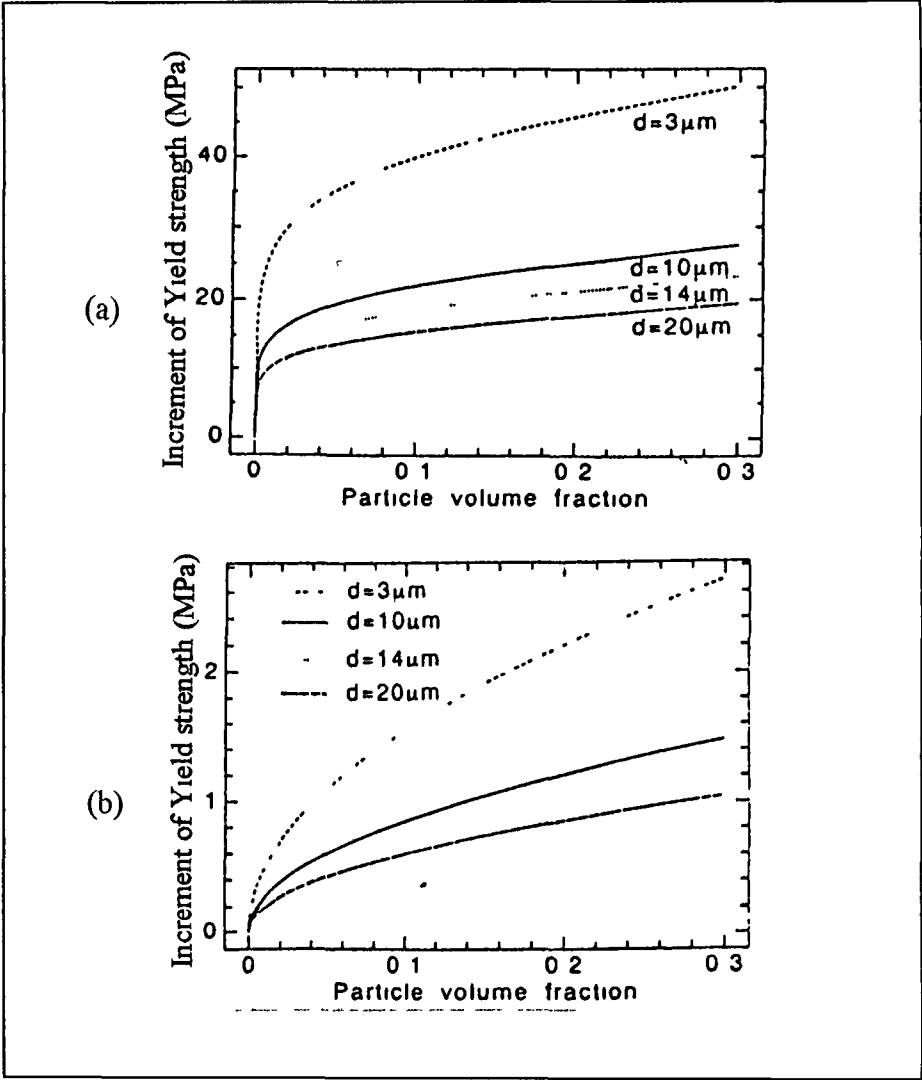 (a)
Increment of Yield strength (MPa)
40
20
0
d=3μm
d=10μm
d=14μm
d=20μm
0 0 1 0 2 0 3
Particle volume fraction
(b)
Increment of Yield strength (MPa)
2
1
0
d=3μm
d=10μm
d=14μm
d=20μm
0 0 1 0 2 0 3
Particle volume fraction